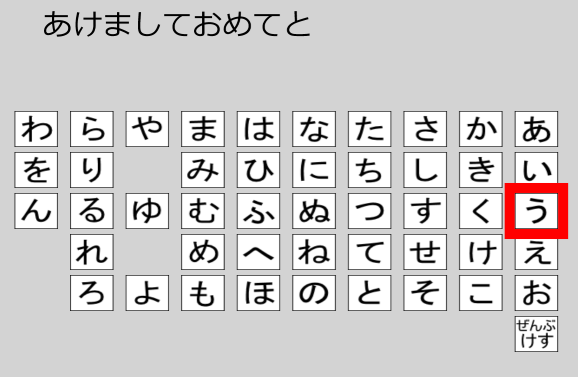 あけましておめてと
わ ら や ま は な た さ か あ
を り み ひ に ち し き い
ん る ゆ む ふ ぬ つ す く う
れ め へ ね て せ け え
ろ よ も ほ の と そ こ お
ぜんぶ
けす